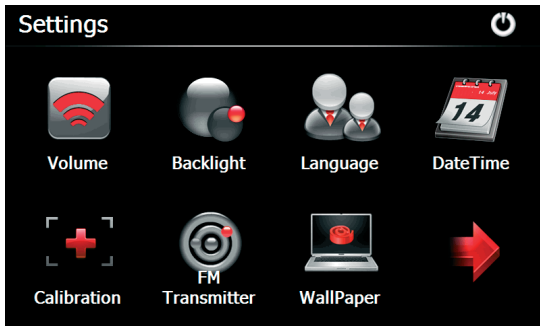 Settings
Volume
Backlight
Language
14
DateTime
Calibration
FM
Transmitter
WallPaper